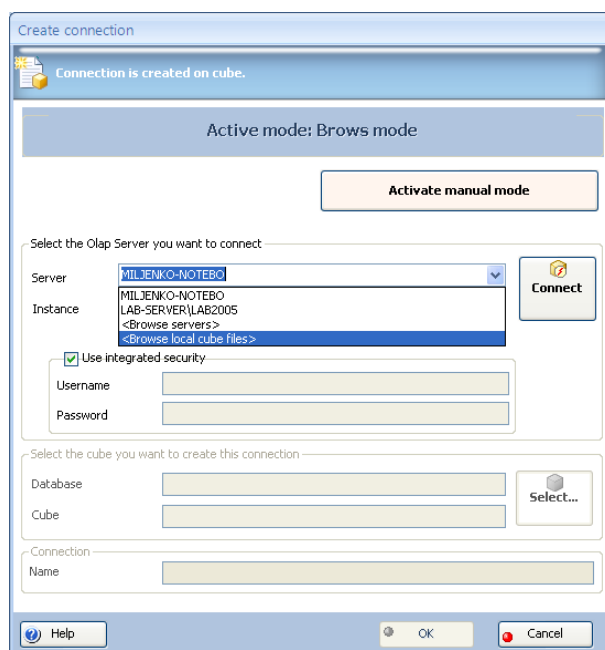 Create connection
Connection is created on cube.
Active mode: Brows mode
Activate manual mode
Select the Olap Server you want to connect
Server
MILJENKO-NOTEBO
Connect
MILJENKO-NOTEBO
Instance
LAB-SERVER\LAB2005
<Browse servers>
<Browse local cube files>
Use integrated security
Username
Password
Select the cube you want to create this connection
Database
Select...
Cube
Connection
Name
Help
OK
Cancel